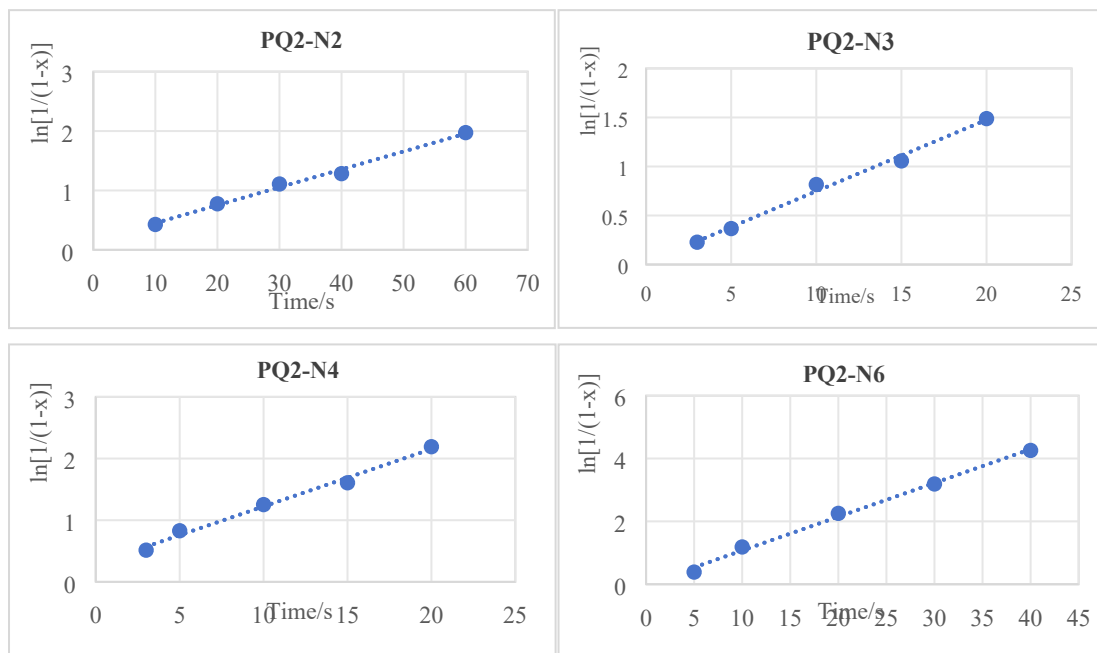 PQ2-N2
ln[1/(1-x)]
3
2
1
0
0 10 20 30 40 50 60 70
Time/s
PQ2-N3
ln[1/(1-x)]
2
1.5
1
0.5
0
0 5 10 15 20 25
Time/s
PQ2-N4
ln[1/(1-x)]
3
2
1
0
0 5 10 15 20 25
Time/s
PQ2-N6
ln[1/(1-x)]
6
4
2
0
0 5 10 15 20 25 30 35 40 45
Time/s